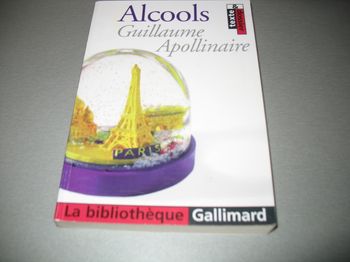 Alcools
Guillaume
Apollinaire
texte
PARIS
La bibliothèque Gallimard